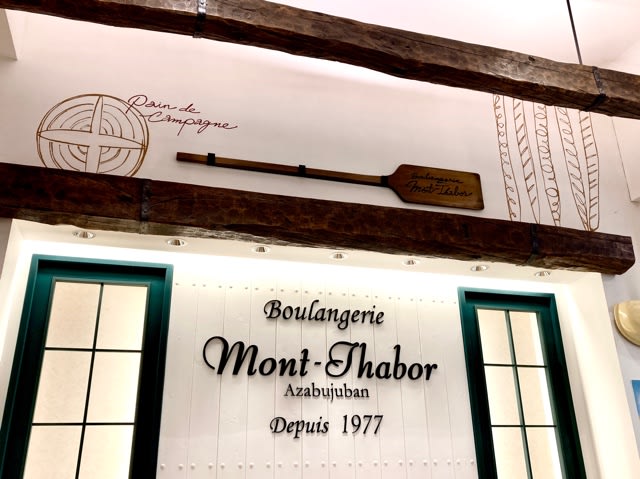 Pain de
Campagne
Boulangerie
Mont-Thabor
Boulangerie
Mont-Thabor
Azabujuban
Depuis 1977